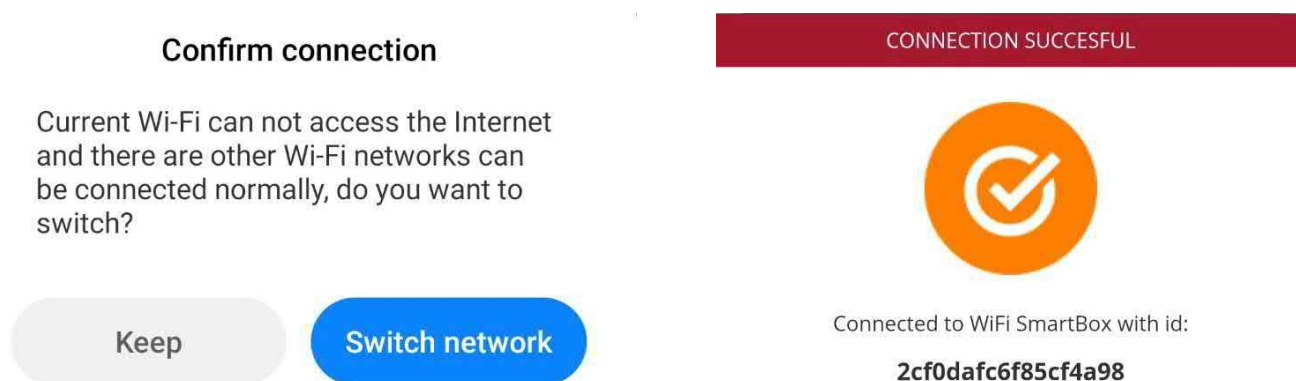 Confirm connection
Current Wi-Fi can not access the Internet
and there are other Wi-Fi networks can
be connected normally, do you want to
switch?
Keep
Switch network
CONNECTION SUCCESFUL
Connected to WiFi SmartBox with id:
2cf0dafc6f85cf4a98